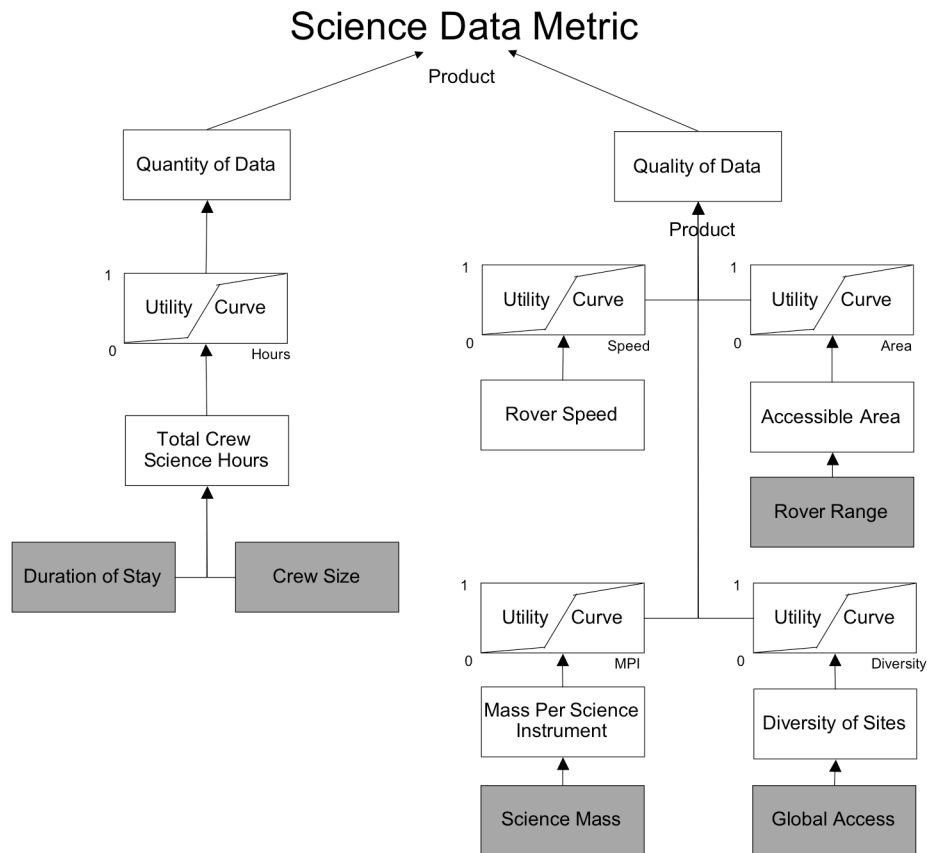 Science Data Metric
Product
Quantity of Data
Quality of Data
Product
1
Utility Curve
0
Hours
1
Utility Curve
0
Speed
1
Utility Curve
0
Area
Total Crew
Science Hours
Rover Speed
Accessible Area
Rover Range
Duration of Stay
Crew Size
1
Utility Curve
0
MPI
1
Utility Curve
0
Diversity
Mass Per Science
Instrument
Diversity of Sites
Science Mass
Global Access